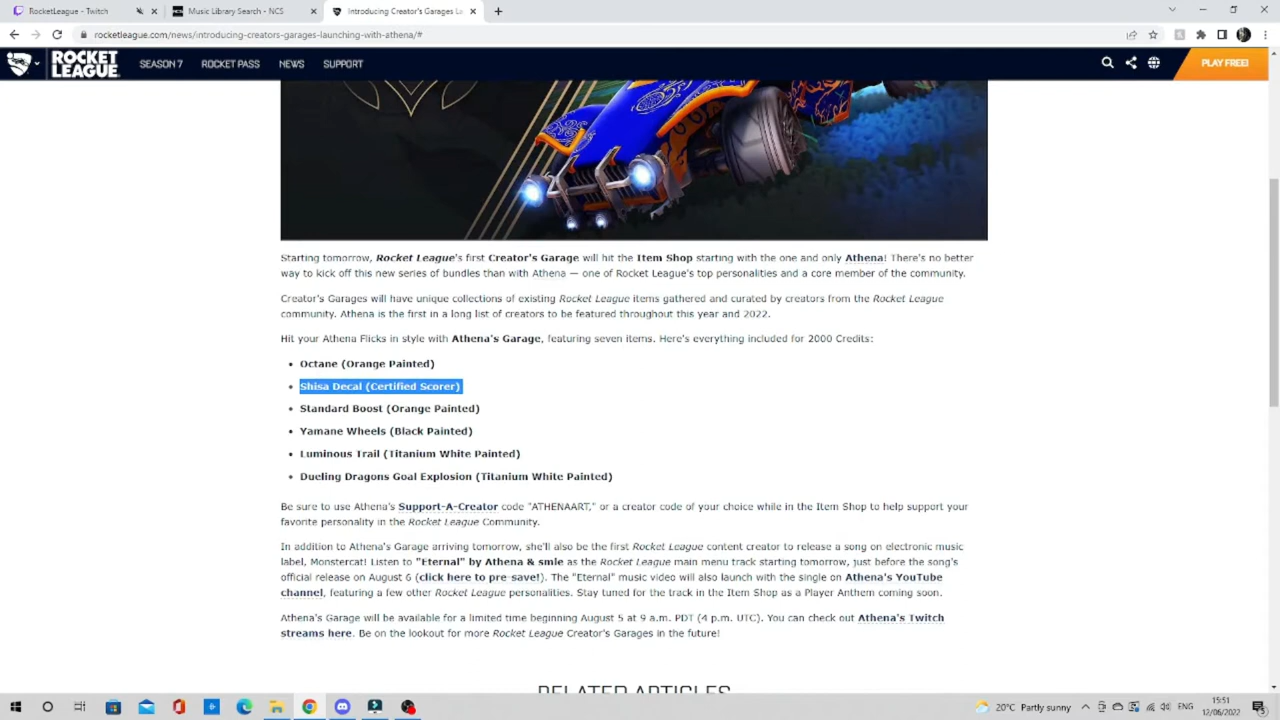 RocketLeague - Twitch
Music Library Search - NCS
Introducing Creator's Garages La
rocketleague.com/news/introducing-creators-garages-launching-with-athena/#
ROCKET LEAGUE SEASON 7 ROCKET PASS NEWS SUPPORT PLAY FREE!
Starting tomorrow, Rocket League's first Creator's Garage will hit the Item Shop starting with the one and only Athena! There's no better
way to kick off this new series of bundles than with Athena — one of Rocket League's top personalities and a core member of the community.
Creator's Garages will have unique collections of existing Rocket League items gathered and curated by creators from the Rocket League
community. Athena is the first in a long list of creators to be featured throughout this year and 2022.
Hit your Athena Flicks in style with Athena's Garage, featuring seven items. Here's everything included for 2000 Credits:
• Octane (Orange Painted)
• Shisa Decal (Certified Scorer)
• Standard Boost (Orange Painted)
• Yamane Wheels (Black Painted)
• Luminous Trail (Titanium White Painted)
• Dueling Dragons Goal Explosion (Titanium White Painted)
Be sure to use Athena's Support-A-Creator code "ATHENAART," or a creator code of your choice while in the Item Shop to help support your
favorite personality in the Rocket League Community.
In addition to Athena's Garage arriving tomorrow, she'll also be the first Rocket League content creator to release a song on electronic music
label, Monstercat! Listen to "Eternal" by Athena & smle as the Rocket League main menu track starting tomorrow, just before the song's
official release on August 6 (click here to pre-save!). The "Eternal" music video will also launch with the single on Athena's YouTube
channel, featuring a few other Rocket League personalities. Stay tuned for the track in the Item Shop as a Player Anthem coming soon.
Athena's Garage will be available for a limited time beginning August 5 at 9 a.m. PDT (4 p.m. UTC). You can check out Athena's Twitch
streams here. Be on the lookout for more Rocket League Creator's Garages in the future!
RELATED ARTICLES
20°C Partly sunny ENG 15:51
12/06/2022